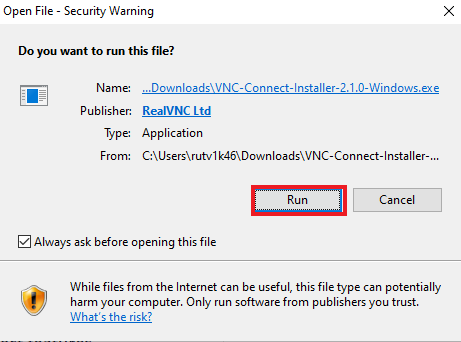 Open File - Security Warning
Do you want to run this file?
Name: ...Downloads\VNC-Connect-Installer-2.1.0-Windows.exe
Publisher: RealVNC Ltd
Type: Application
From: C:\Users\rutv1k46\Downloads\VNC-Connect-Installer-...
Run Cancel
Always ask before opening this file
While files from the Internet can be useful, this file type can potentially
harm your computer. Only run software from publishers you trust.
What's the risk?